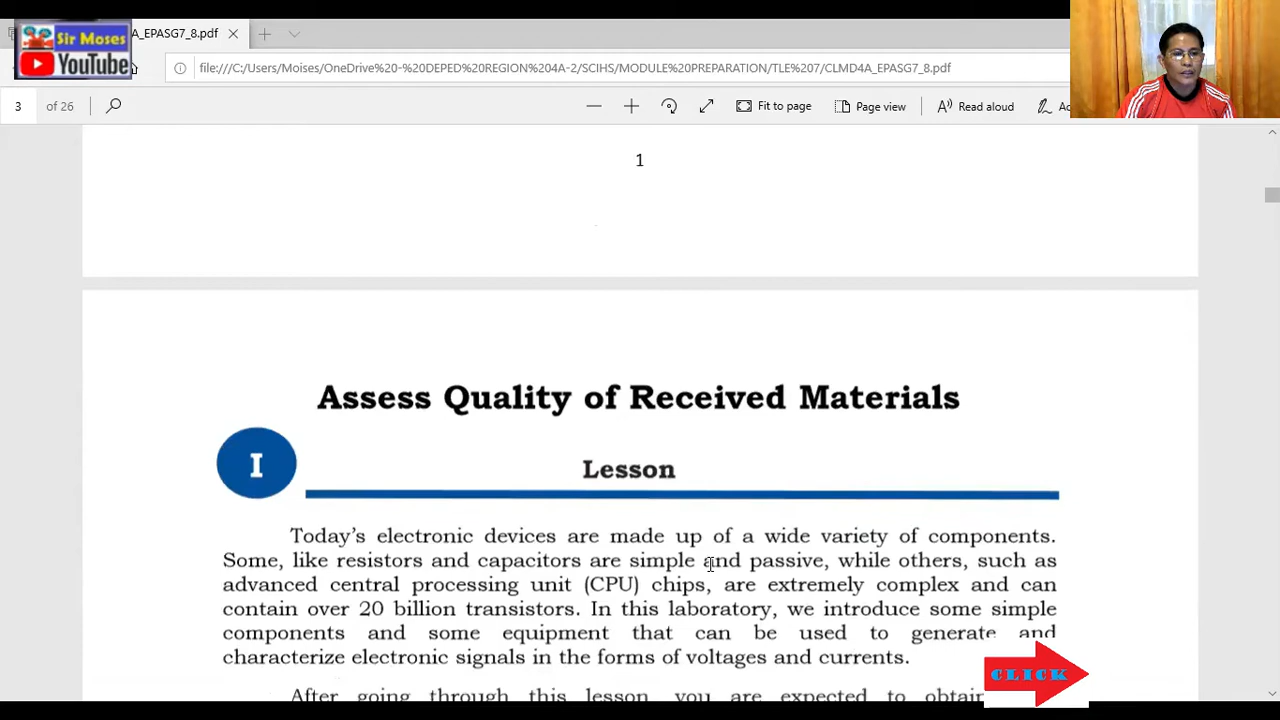 Sir Moses
YouTube
A_EPASG7_8.pdf
file:///C:/Users/Moises/OneDrive%20-%20DEPED%20REGION%204A-2/SCIHS/MODULE%20PREPARATION/TLE%207/CLMD4A_EPASG7_8.pdf
3 of 26
Fit to page
Page view
Read aloud
1
Assess Quality of Received Materials
I
Lesson
Today's electronic devices are made up of a wide variety of components.
Some, like resistors and capacitors are simple and passive, while others, such as
advanced central processing unit (CPU) chips, are extremely complex and can
contain over 20 billion transistors. In this laboratory, we introduce some simple
components and some equipment that can be used to generate and
characterize electronic signals in the forms of voltages and currents.
After going through this lesson, you are expected to obtain
CLICK